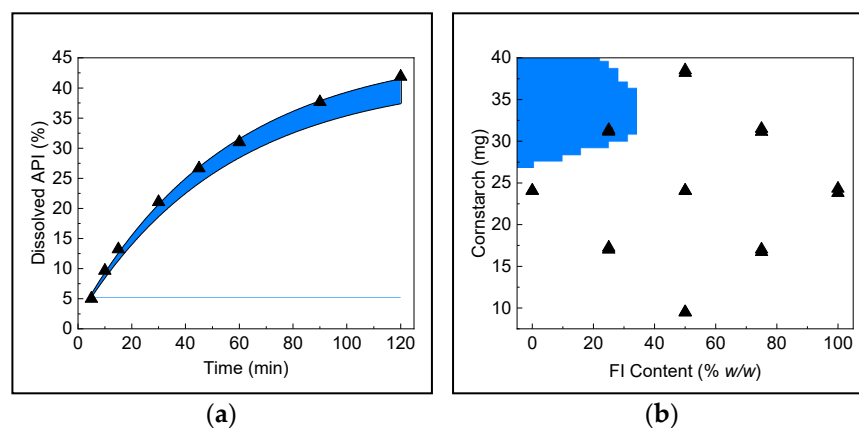 45
40
35
30
25
20
15
10
5
0
Dissolved API (%)
0 20 40 60 80 100 120
Time (min)
(a)
40
35
30
25
20
15
10
Cornstarch (mg)
0 20 40 60 80 100
FI Content (% w/w)
(b)